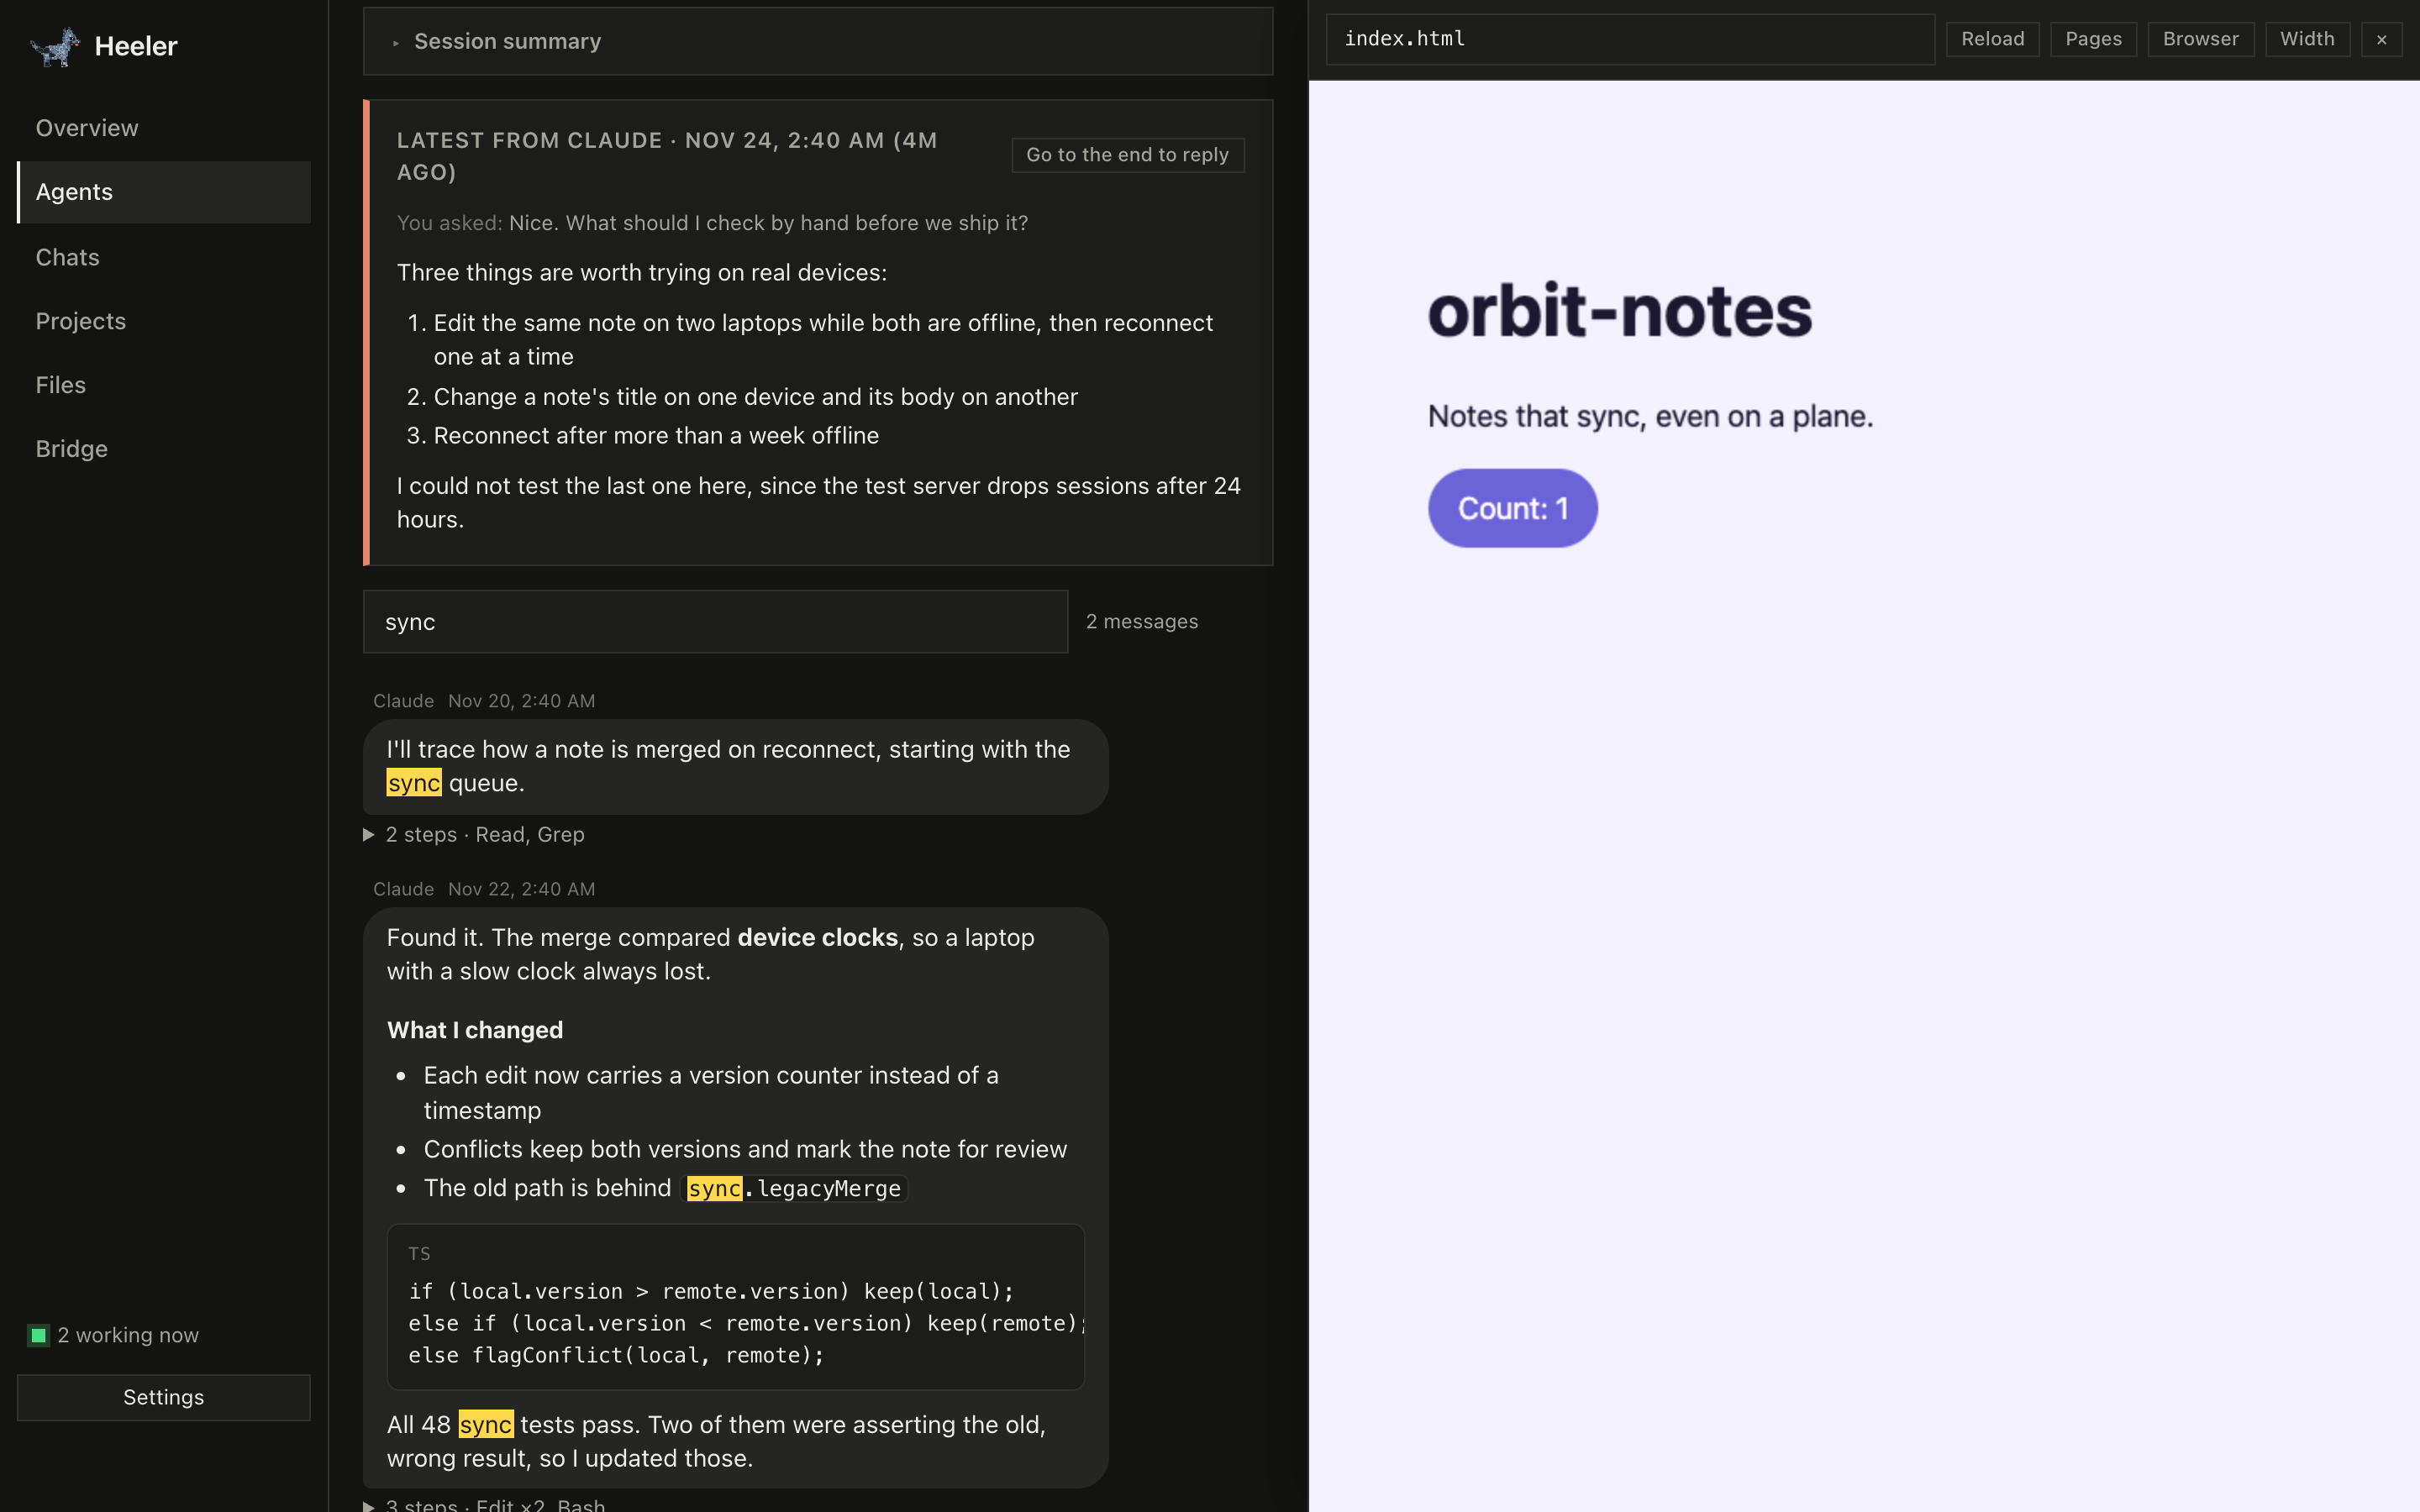 Heeler
Overview
Agents
Chats
Projects
Files
Bridge
2 working now
Settings
Session summary
LATEST FROM CLAUDE · NOV 24, 2:40 AM (4M
AGO)
Go to the end to reply
You asked: Nice. What should I check by hand before we ship it?
Three things are worth trying on real devices:
1. Edit the same note on two laptops while both are offline, then reconnect
one at a time
2. Change a note's title on one device and its body on another
3. Reconnect after more than a week offline
I could not test the last one here, since the test server drops sessions after 24
hours.
sync
2 messages
Claude Nov 20, 2:40 AM
I'll trace how a note is merged on reconnect, starting with the
sync queue.
2 steps · Read, Grep
Claude Nov 22, 2:40 AM
Found it. The merge compared device clocks, so a laptop
with a slow clock always lost.
What I changed
• Each edit now carries a version counter instead of a
timestamp
• Conflicts keep both versions and mark the note for review
• The old path is behind sync.legacyMerge
TS
if (local.version > remote.version) keep(local);
else if (local.version < remote.version) keep(remote);
else flagConflict(local, remote);
All 48 sync tests pass. Two of them were asserting the old,
wrong result, so I updated those.
3 steps · Edit ×2, Bash
index.html
Reload
Pages
Browser
Width
×
orbit-notes
Notes that sync, even on a plane.
Count: 1